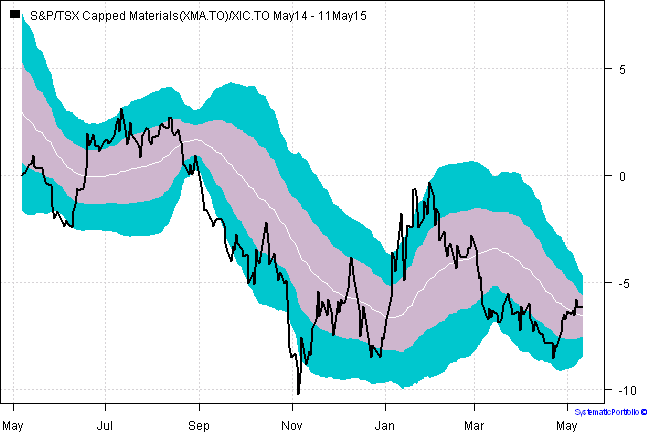 S&P/TSX Capped Materials(XMA.TO)/XIC.TO May14 - 11May15
5
0
-5
-10
May Jul Sep Nov Jan Mar May
SystematicPortfolio ©